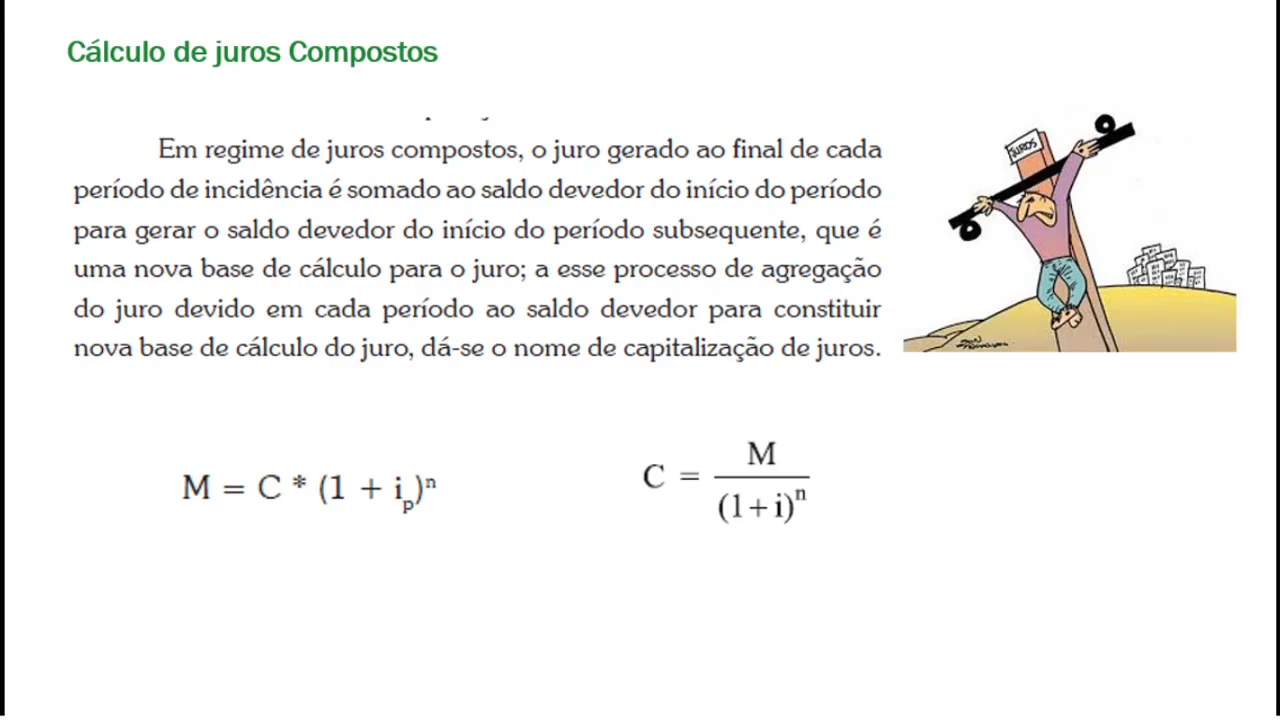 Cálculo de juros Compostos
Em regime de juros compostos, o juro gerado ao final de cada
período de incidência é somado ao saldo devedor do início do período
para gerar o saldo devedor do início do período subsequente, que é
uma nova base de cálculo para o juro; a esse processo de agregação
do juro devido em cada período ao saldo devedor para constituir
nova base de cálculo do juro, dá-se o nome de capitalização de juros.
JUROS
M = C * (1 + iₚ)ⁿ
C = M / (1+i)ⁿ